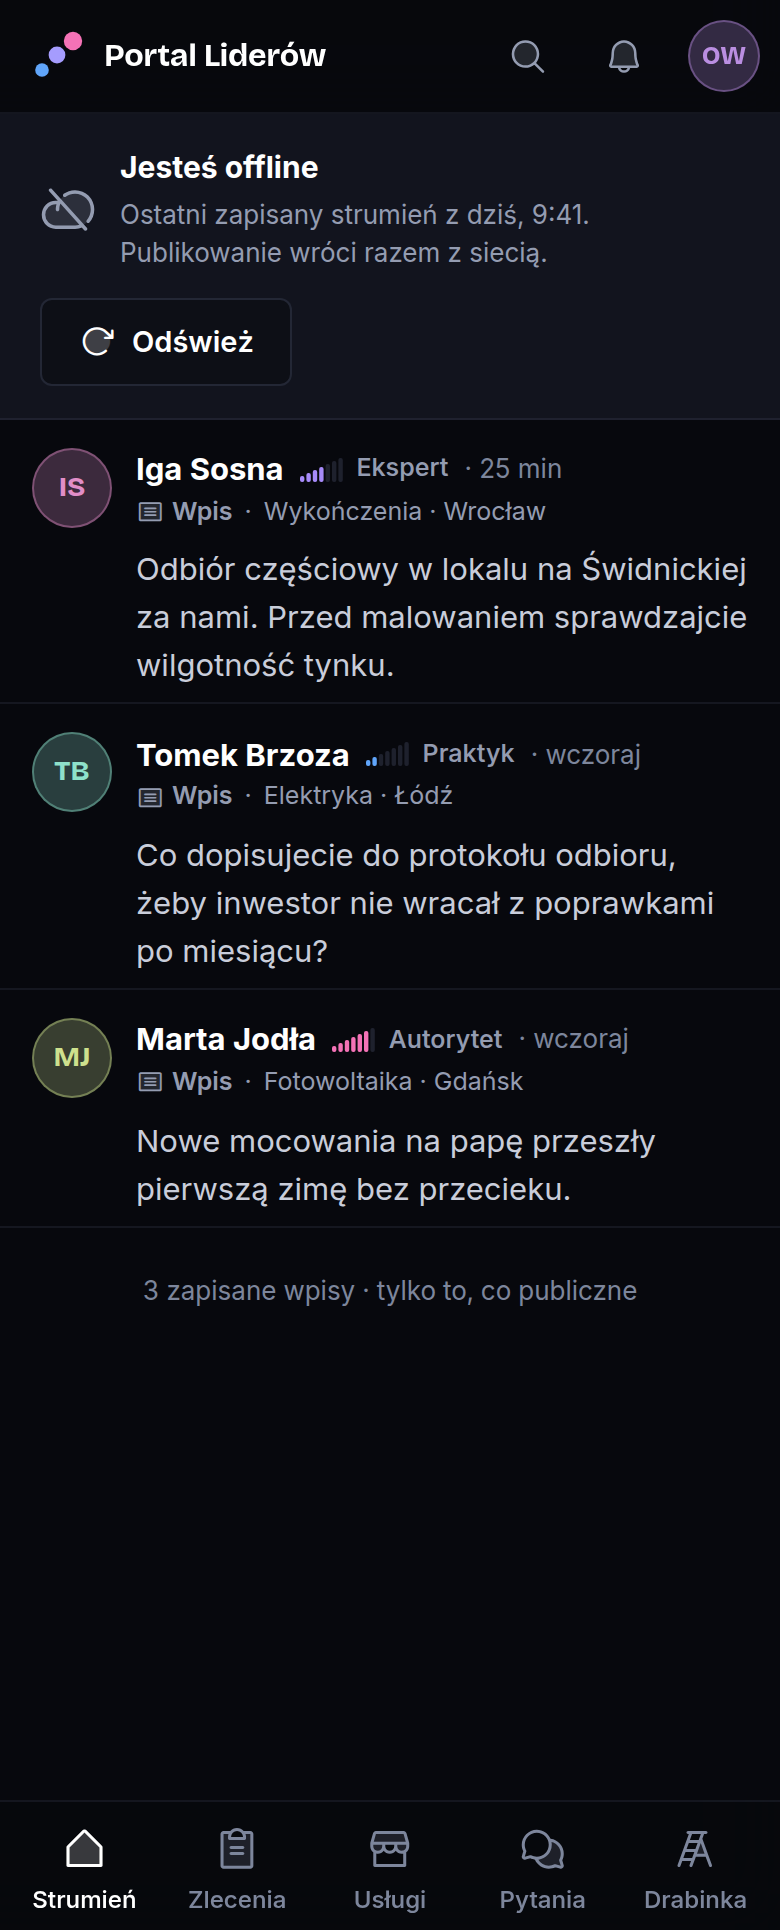 Portal Liderów
OW
Jesteś offline
Ostatni zapisany strumień z dziś, 9:41.
Publikowanie wróci razem z siecią.
Odśwież
IS
Iga Sosna Ekspert · 25 min
Wpis · Wykończenia · Wrocław
Odbiór częściowy w lokalu na Świdnickiej
za nami. Przed malowaniem sprawdzajcie
wilgotność tynku.
TB
Tomek Brzoza Praktyk · wczoraj
Wpis · Elektryka · Łódź
Co dopisujecie do protokołu odbioru,
żeby inwestor nie wracał z poprawkami
po miesiącu?
MJ
Marta Jodła Autorytet · wczoraj
Wpis · Fotowoltaika · Gdańsk
Nowe mocowania na papę przeszły
pierwszą zimę bez przecieku.
3 zapisane wpisy · tylko to, co publiczne
Strumień Zlecenia Usługi Pytania Drabinka